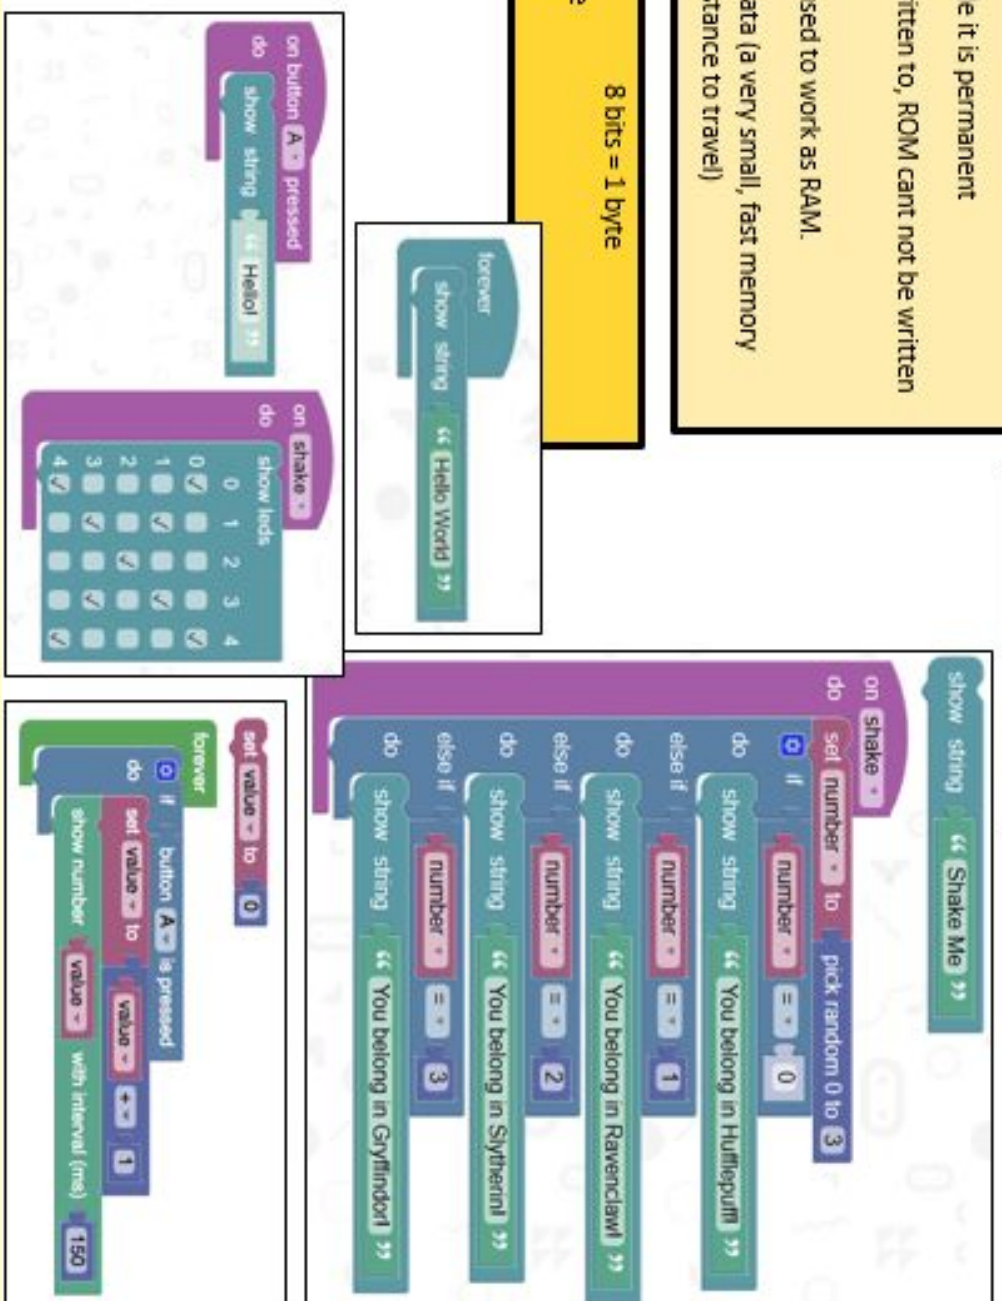 e it is permanent
itten to, ROM cant not be written
sed to work as RAM.
ata (a very small, fast memory
stance to travel)
e
8 bits = 1 byte
forever
show string “ Hello World ”
on button A pressed
do show string “ Hello! ”
on shake
do show leds
0 1 2 3 4
0
1
2
3
4
show string “ Shake Me ”
on shake
do set number to pick random 0 to 3
if number = 0
do show string “ You belong in Hufflepuff! ”
else if number = 1
do show string “ You belong in Ravenclaw! ”
else if number = 2
do show string “ You belong in Slytherin! ”
else if number = 3
do show string “ You belong in Gryffindor! ”
set value to 0
forever
if button A is pressed
do set value to value + 1
show number value with interval (ms) 150